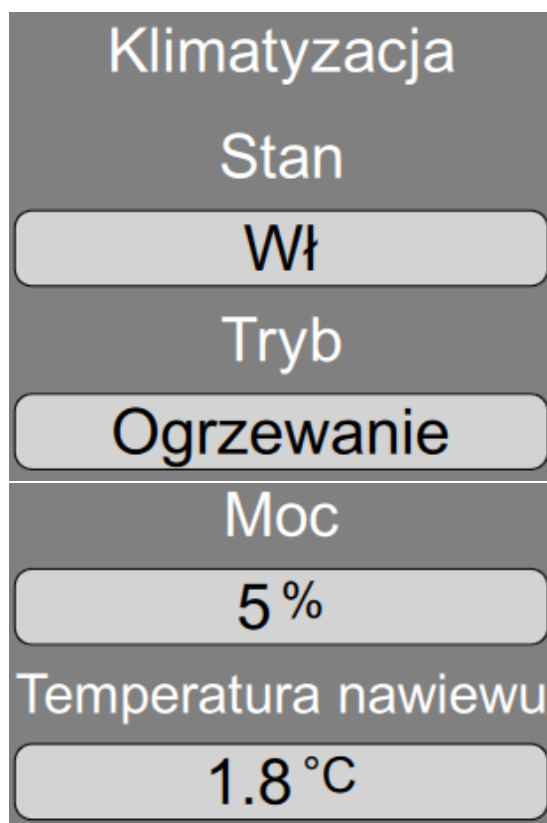 Klimatyzacja
Stan
Wł
Tryb
Ogrzewanie
Moc
5 %
Temperatura nawiewu
1.8 °C